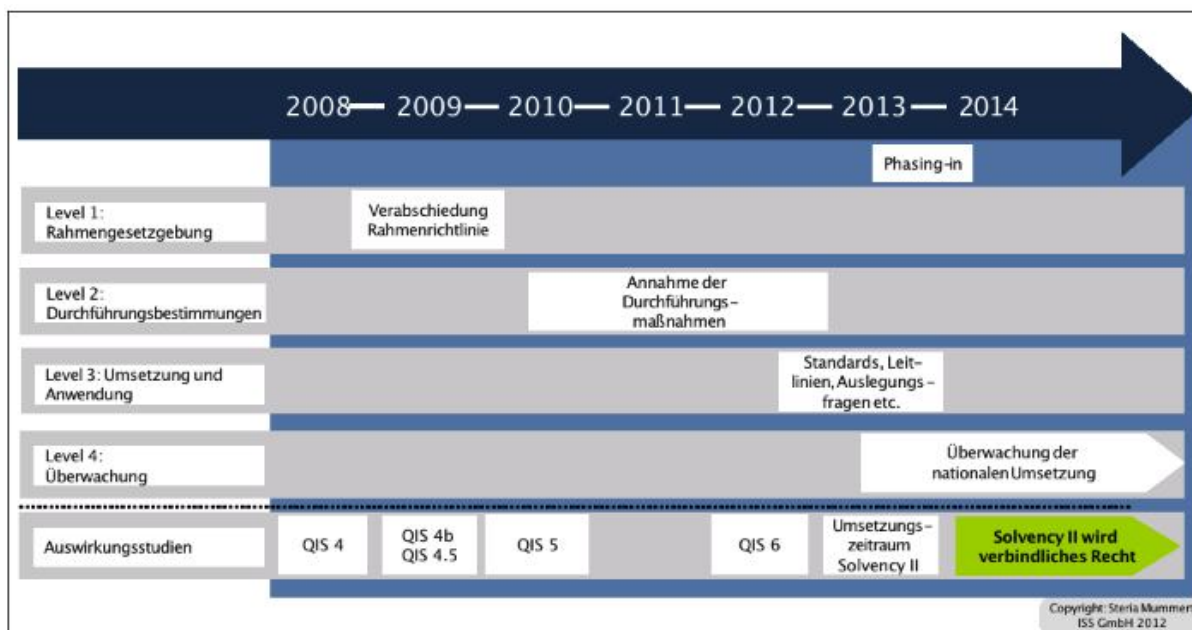 2008 — 2009 — 2010 — 2011 — 2012 — 2013 — 2014
Phasing-in
Level 1:
Rahmengesetzgebung
Verabschiedung
Rahmenrichtlinie
Level 2:
Durchführungsbestimmungen
Annahme der
Durchführungs-
maßnahmen
Level 3: Umsetzung und
Anwendung
Standards, Leit-
linien, Auslegungs-
fragen etc.
Level 4:
Überwachung
Überwachung der
nationalen Umsetzung
Auswirkungsstudien
QIS 4
QIS 4b
QIS 4.5
QIS 5
QIS 6
Umsetzungs-
zeitraum
Solvency II
Solvency II wird
verbindliches Recht
Copyright: Steria Mummert
ISS GmbH 2012